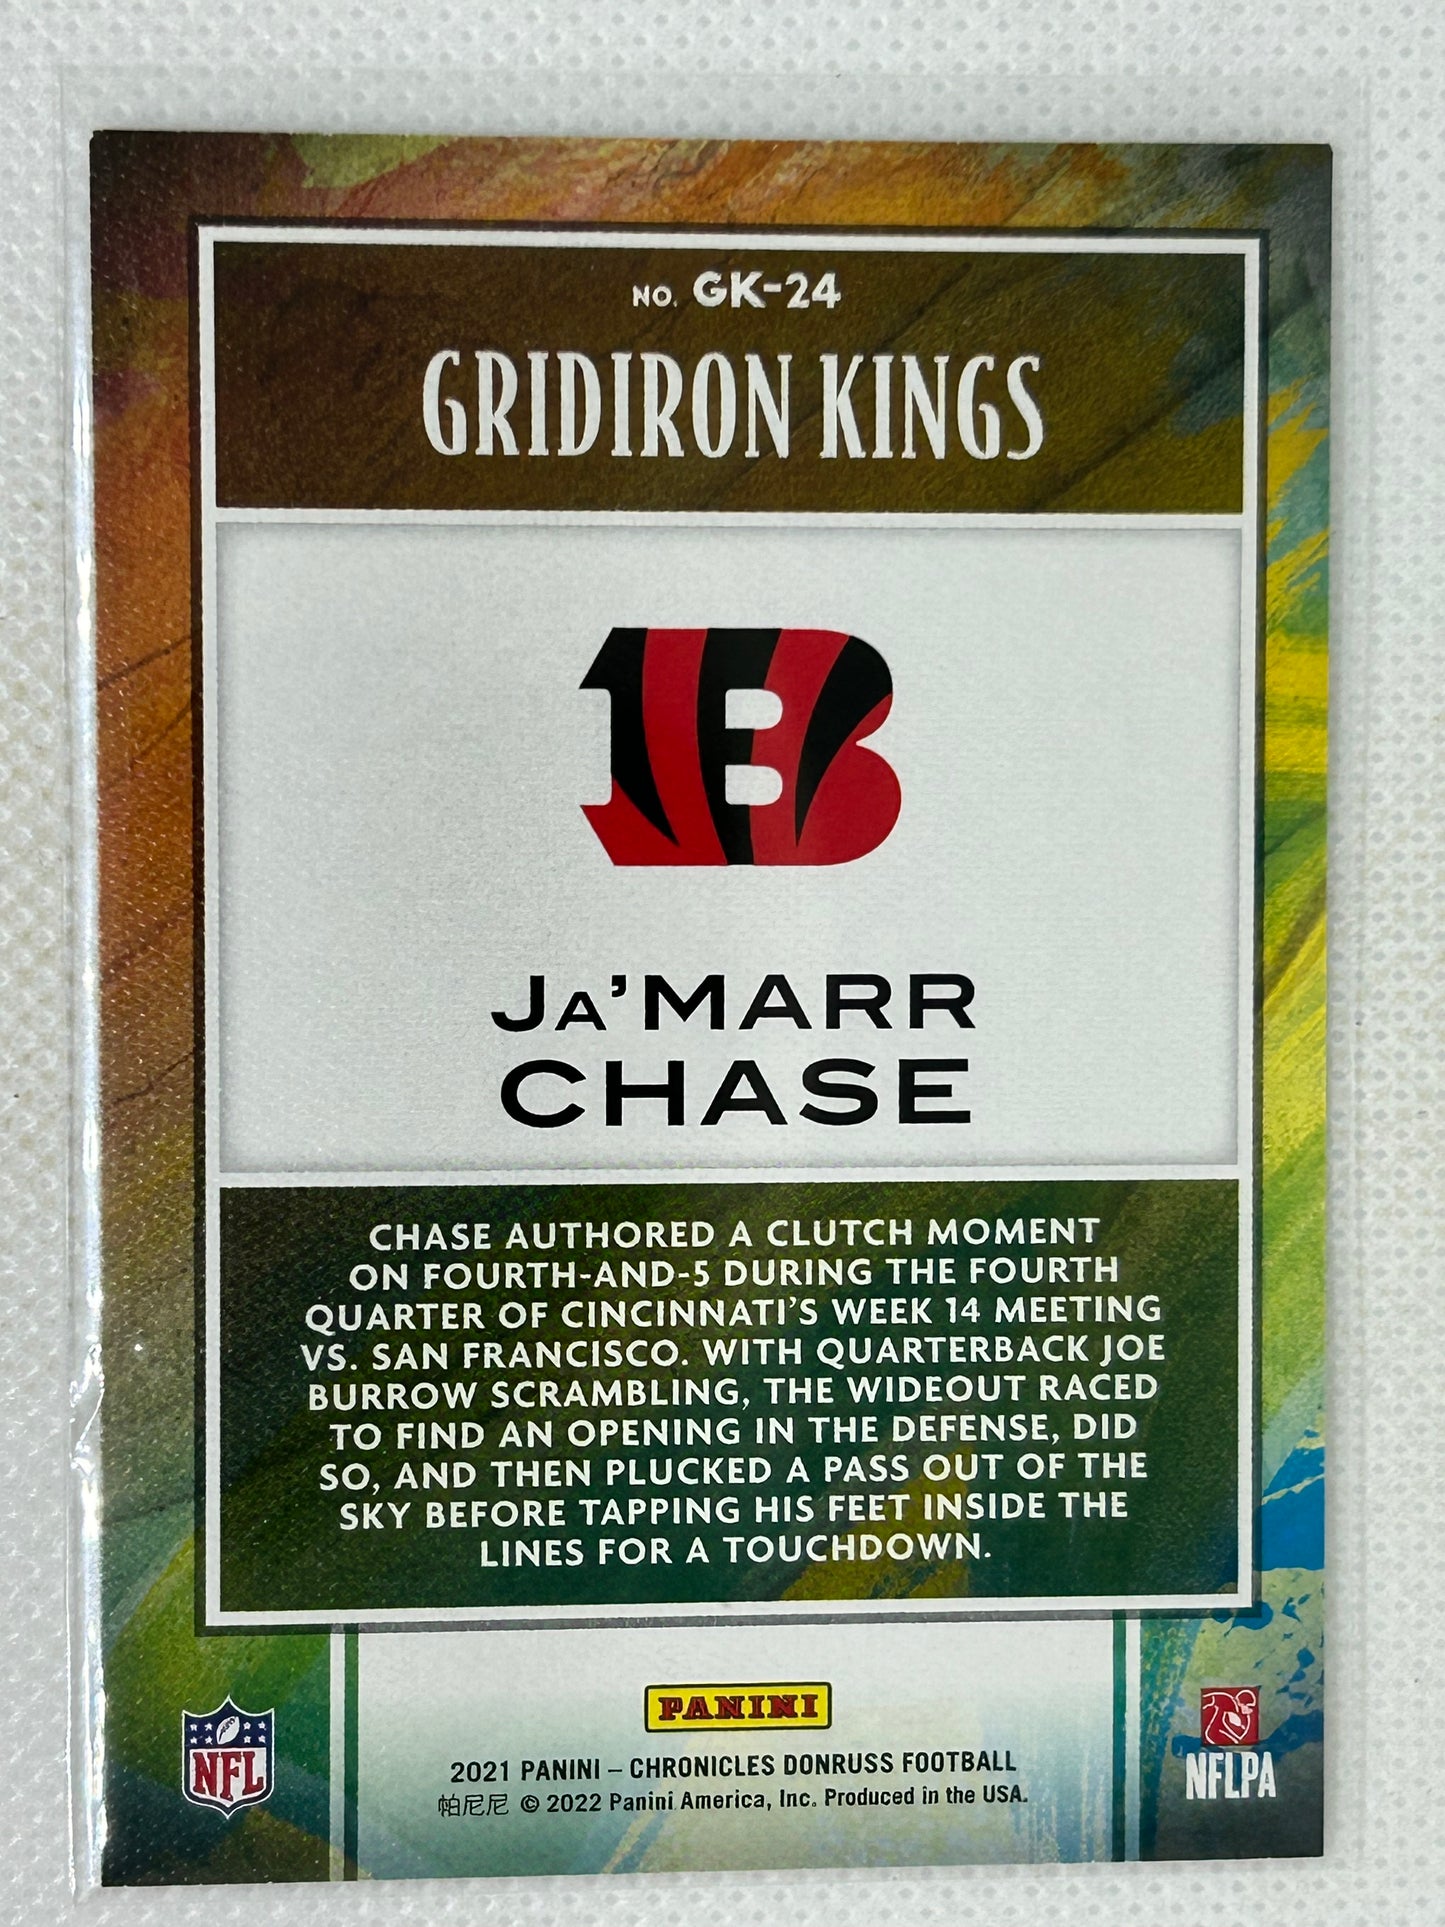 NO. GK-24
GRIDIRON KINGS
B
JA'MARR
CHASE
CHASE AUTHORED A CLUTCH MOMENT
ON FOURTH-AND-5 DURING THE FOURTH
QUARTER OF CINCINNATI'S WEEK 14 MEETING
VS. SAN FRANCISCO. WITH QUARTERBACK JOE
BURROW SCRAMBLING, THE WIDEOUT RACED
TO FIND AN OPENING IN THE DEFENSE, DID
SO, AND THEN PLUCKED A PASS OUT OF THE
SKY BEFORE TAPPING HIS FEET INSIDE THE
LINES FOR A TOUCHDOWN.
PANINI
NFL
2021 PANINI – CHRONICLES DONRUSS FOOTBALL
帕尼尼 © 2022 Panini America, Inc. Produced in the USA.
NFLPA